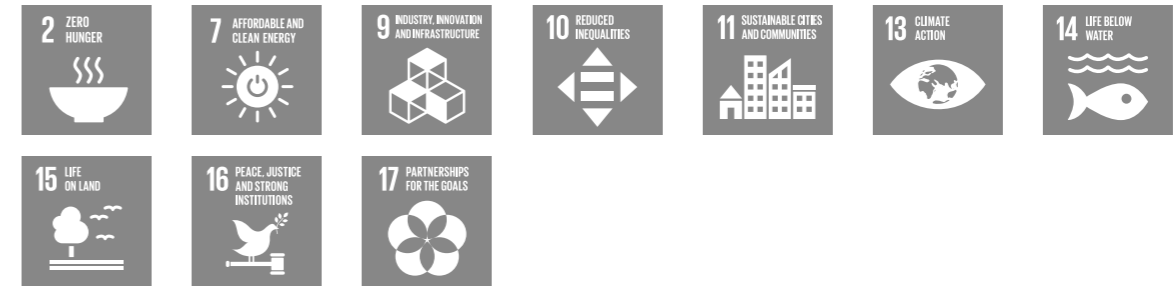 2 ZERO
HUNGER
7 AFFORDABLE AND
CLEAN ENERGY
9 INDUSTRY, INNOVATION
AND INFRASTRUCTURE
10 REDUCED
INEQUALITIES
11 SUSTAINABLE CITIES
AND COMMUNITIES
13 CLIMATE
ACTION
14 LIFE BELOW
WATER
15 LIFE
ON LAND
16 PEACE, JUSTICE
AND STRONG
INSTITUTIONS
17 PARTNERSHIPS
FOR THE GOALS